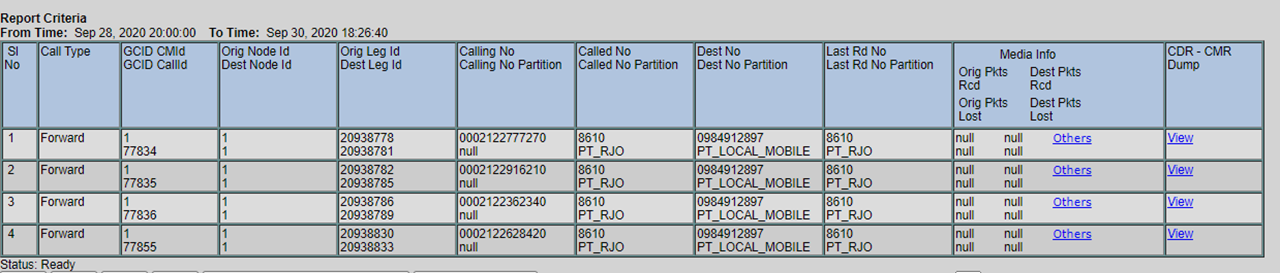 Report Criteria
From Time: Sep 28, 2020 20:00:00 To Time: Sep 30, 2020 18:26:40
Sl No Call Type GCID CMId GCID CallId Orig Node Id Dest Node Id Orig Leg Id Dest Leg Id Calling No Calling No Partition Called No Called No Partition Dest No Dest No Partition Last Rd No Last Rd No Partition Media Info Orig Pkts Rcd Dest Pkts Rcd Orig Pkts Lost Dest Pkts Lost CDR - CMR Dump
1 Forward 1 1 20938778 0002122777270 8610 0984912897 8610 null null Others View
77834 1 20938781 null PT_RJO PT_LOCAL_MOBILE PT_RJO null null
2 Forward 1 1 20938782 0002122916210 8610 0984912897 8610 null null Others View
77835 1 20938785 null PT_RJO PT_LOCAL_MOBILE PT_RJO null null
3 Forward 1 1 20938786 0002122362340 8610 0984912897 8610 null null Others View
77836 1 20938789 null PT_RJO PT_LOCAL_MOBILE PT_RJO null null
4 Forward 1 1 20938830 0002122628420 8610 0984912897 8610 null null Others View
77855 1 20938833 null PT_RJO PT_LOCAL_MOBILE PT_RJO null null
Status: Ready